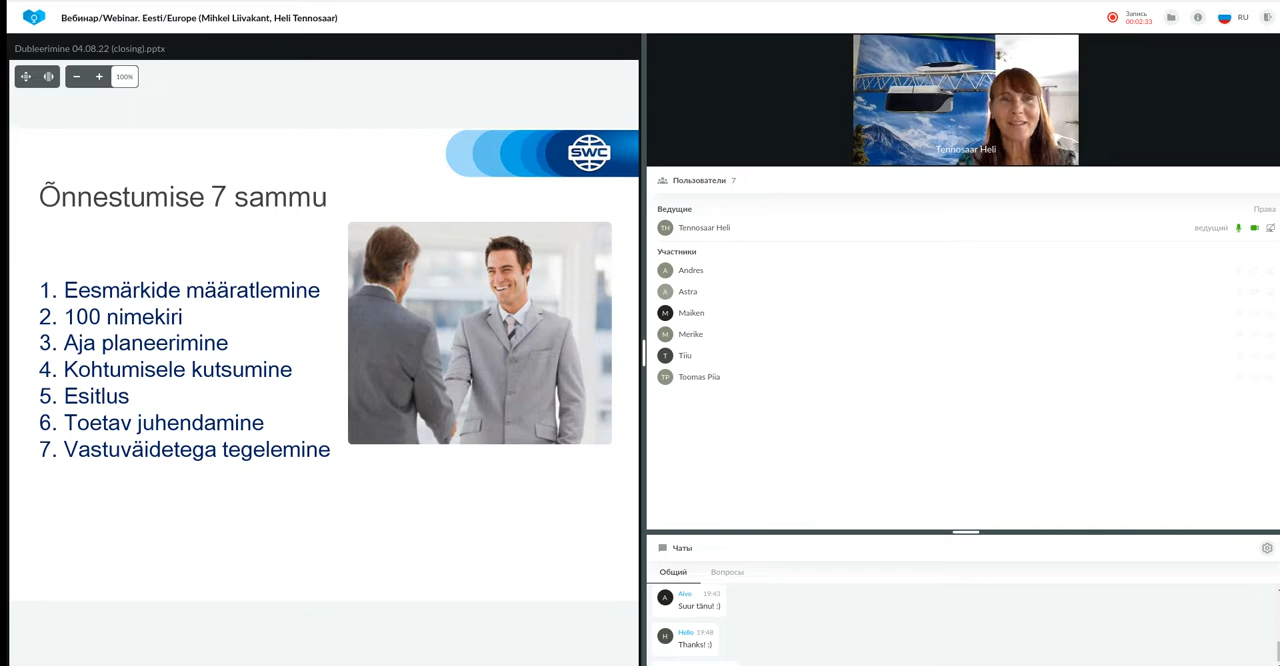 Вебинар/Webinar. Eesti/Europe (Mihkel Liivakant, Heli Tennosaar)
Запись
00:02:33
RU
Dubleerimine 04.08.22 (closing).pptx
100%
SWC
Õnnestumise 7 sammu
1. Eesmärkide määratlemine
2. 100 nimekiri
3. Aja planeerimine
4. Kohtumisele kutsumine
5. Esitlus
6. Toetav juhendamine
7. Vastuväidetega tegelemine
Tennosaar Heli
Пользователи 7
Ведущие Права
TH Tennosaar Heli ведущий
Участники
A Andres
A Astra
M Maiken
M Merike
T Tiiu
TP Toomas Piia
Чаты
Общий Вопросы
A Aivo 19:43
Suur tänu! :)
H Hello 19:48
Thanks! :)